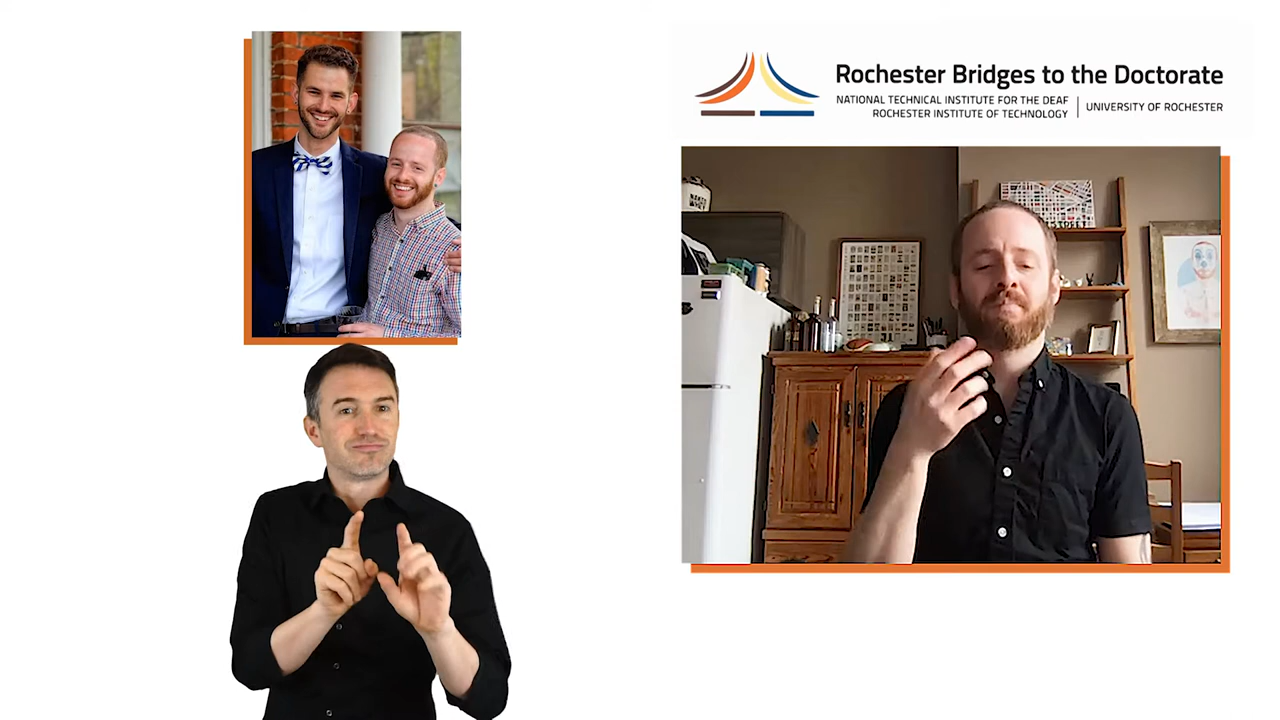 Rochester Bridges to the Doctorate
NATIONAL TECHNICAL INSTITUTE FOR THE DEAF
ROCHESTER INSTITUTE OF TECHNOLOGY
UNIVERSITY OF ROCHESTER